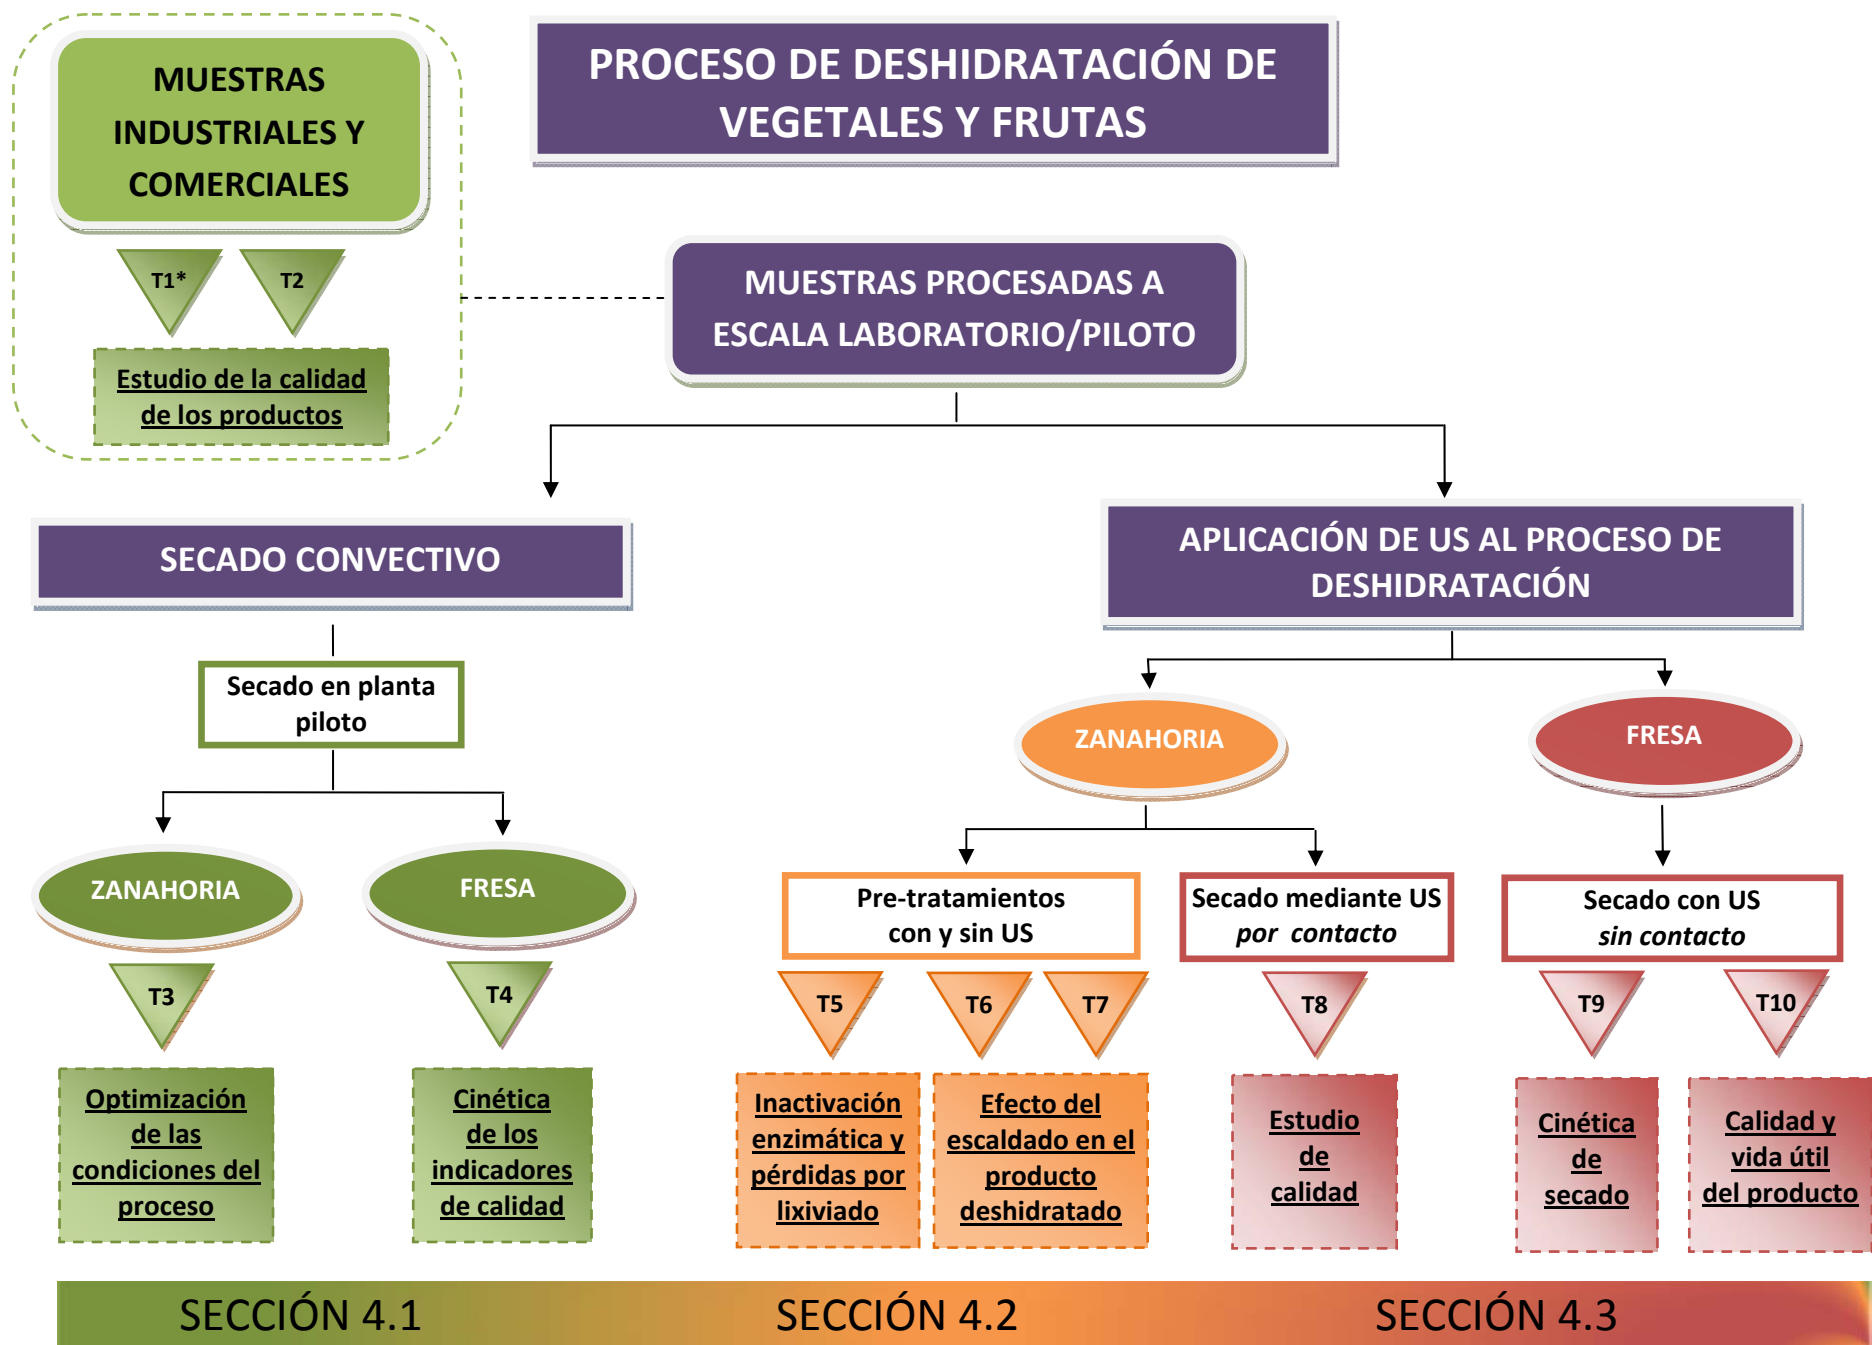 MUESTRAS
INDUSTRIALES Y
COMERCIALES
T1*
T2
Estudio de la calidad
de los productos
PROCESO DE DESHIDRATACIÓN DE
VEGETALES Y FRUTAS
MUESTRAS PROCESADAS A
ESCALA LABORATORIO/PILOTO
SECADO CONVECTIVO
Secado en planta
piloto
ZANAHORIA
FRESA
T3
T4
Optimización
de las
condiciones del
proceso
Cinética
de los
indicadores
de calidad
APLICACIÓN DE US AL PROCESO DE
DESHIDRATACIÓN
ZANAHORIA
FRESA
Pre-tratamientos
con y sin US
Secado mediante US
por contacto
Secado con US
sin contacto
T5
T6
T7
T8
T9
T10
Inactivación
enzimática y
pérdidas por
lixiviado
Efecto del
escaldado en el
producto
deshidratado
Estudio
de
calidad
Cinética
de
secado
Calidad y
vida útil
del producto
SECCIÓN 4.1
SECCIÓN 4.2
SECCIÓN 4.3